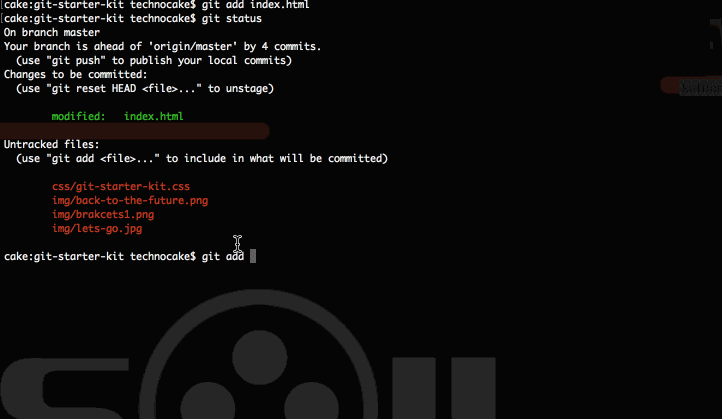 [cake:git-starter-kit technocake$ git add index.html
[cake:git-starter-kit technocake$ git status
On branch master
Your branch is ahead of 'origin/master' by 4 commits.
  (use "git push" to publish your local commits)
Changes to be committed:
  (use "git reset HEAD <file>..." to unstage)
        modified:   index.html
Untracked files:
  (use "git add <file>..." to include in what will be committed)
        css/git-starter-kit.css
        img/back-to-the-future.png
        img/brakcets1.png
        img/lets-go.jpg
cake:git-starter-kit technocake$ git add